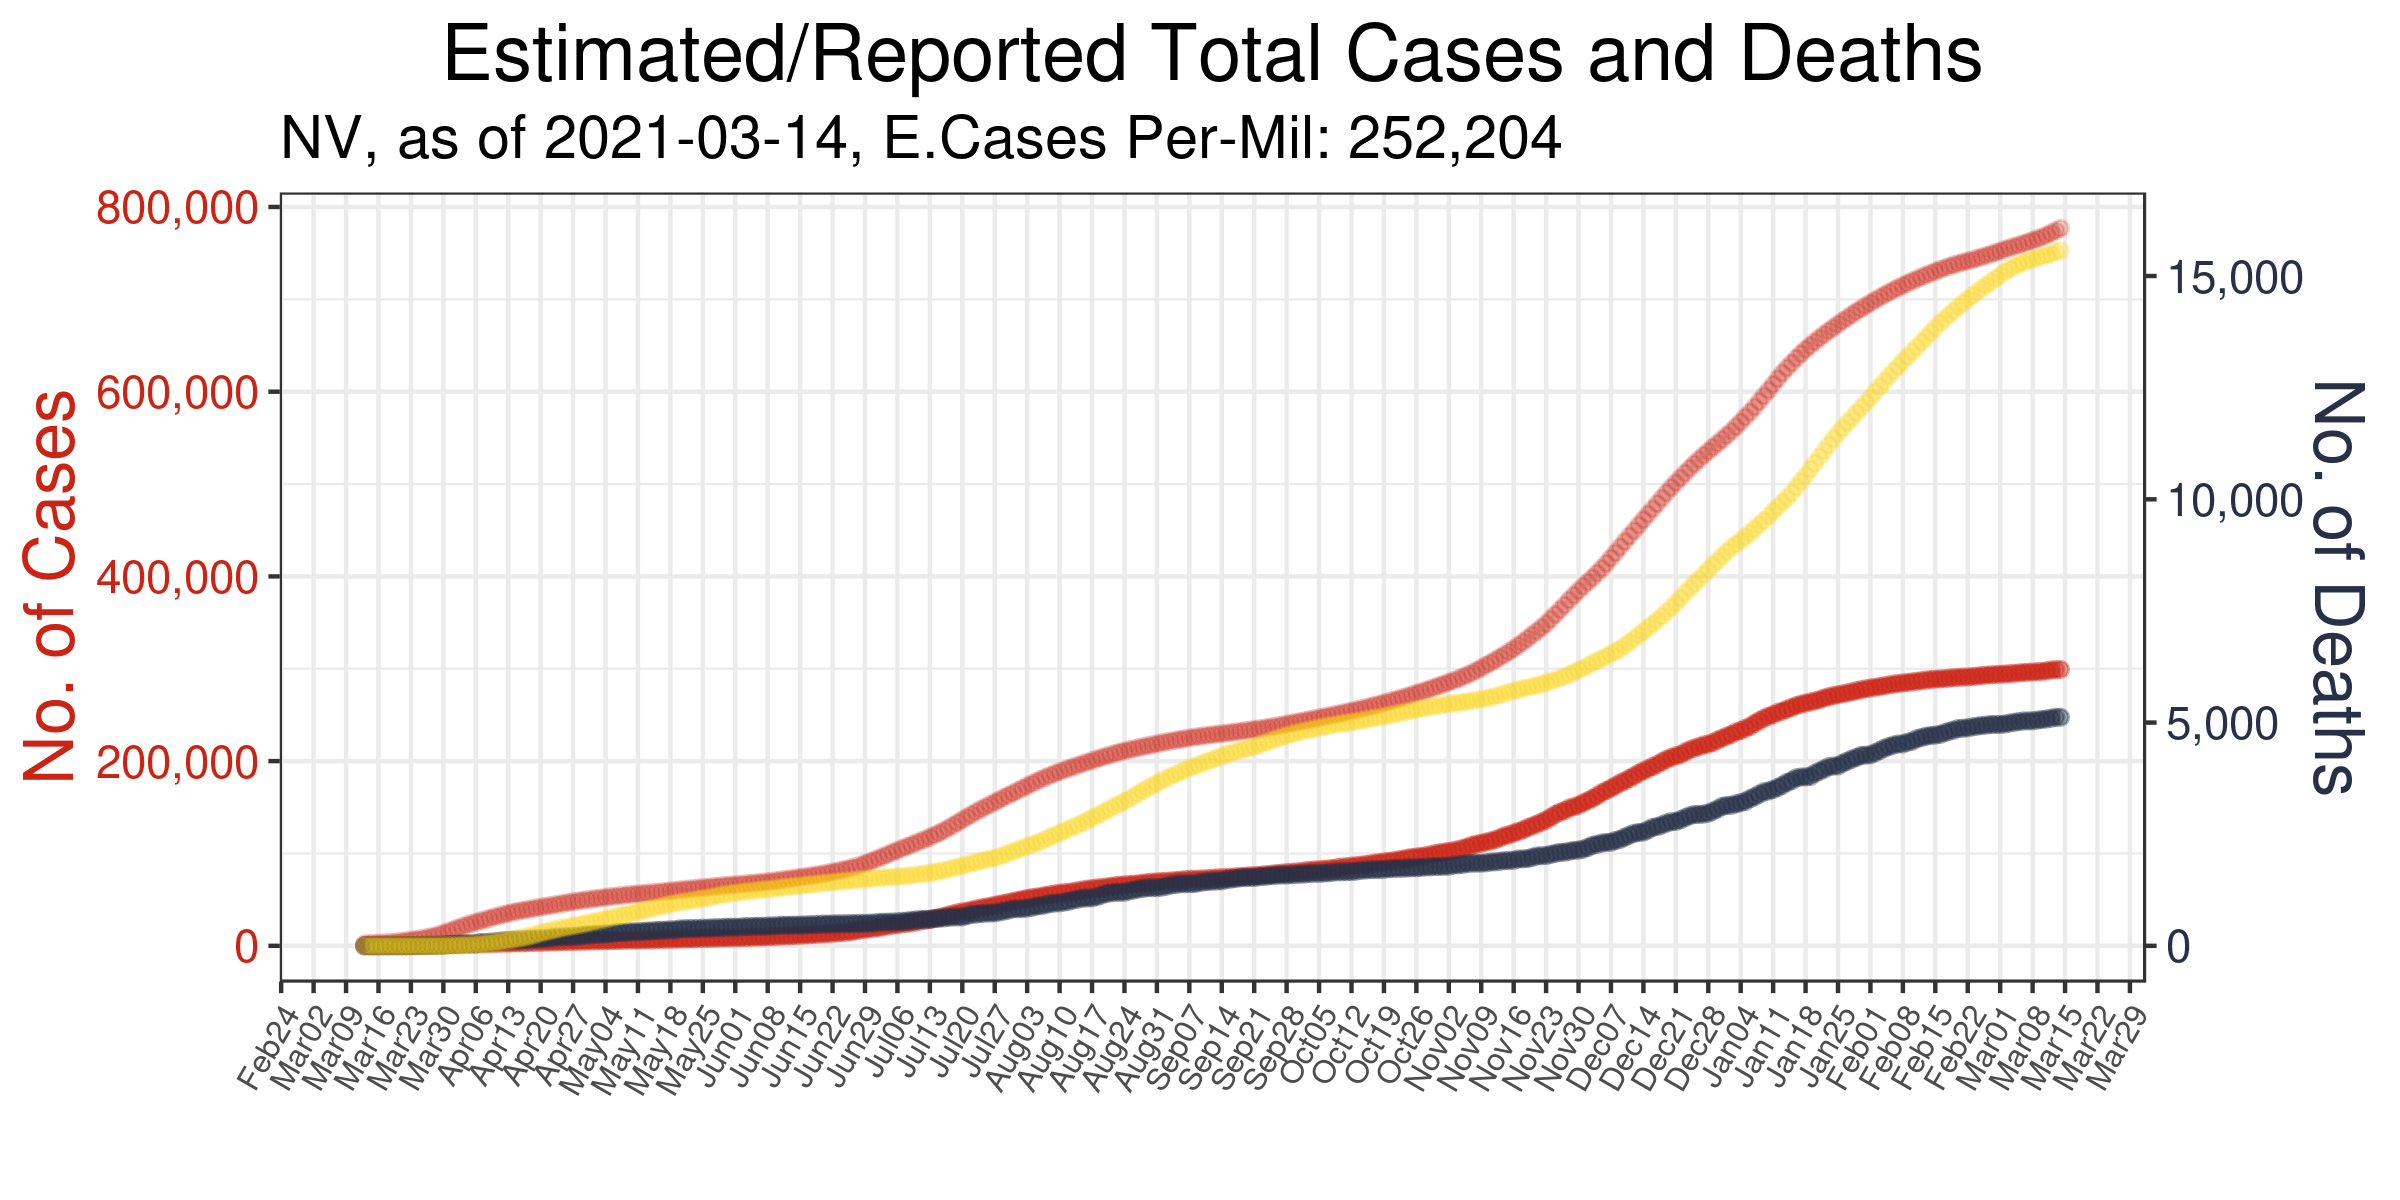 Estimated/Reported Total Cases and Deaths
NV, as of 2021-03-14, E.Cases Per-Mil: 252,204
No. of Cases
800,000
600,000
400,000
200,000
0
15,000
10,000
5,000
0
No. of Deaths
Feb24
Mar02
Mar09
Mar16
Mar23
Mar30
Apr06
Apr13
Apr20
Apr27
May04
May11
May18
May25
Jun01
Jun08
Jun15
Jun22
Jun29
Jul06
Jul13
Jul20
Jul27
Aug03
Aug10
Aug17
Aug24
Aug31
Sep07
Sep14
Sep21
Sep28
Oct05
Oct12
Oct19
Oct26
Nov02
Nov09
Nov16
Nov23
Nov30
Dec07
Dec14
Dec21
Dec28
Jan04
Jan11
Jan18
Jan25
Feb01
Feb08
Feb15
Feb22
Mar01
Mar08
Mar15
Mar22
Mar29